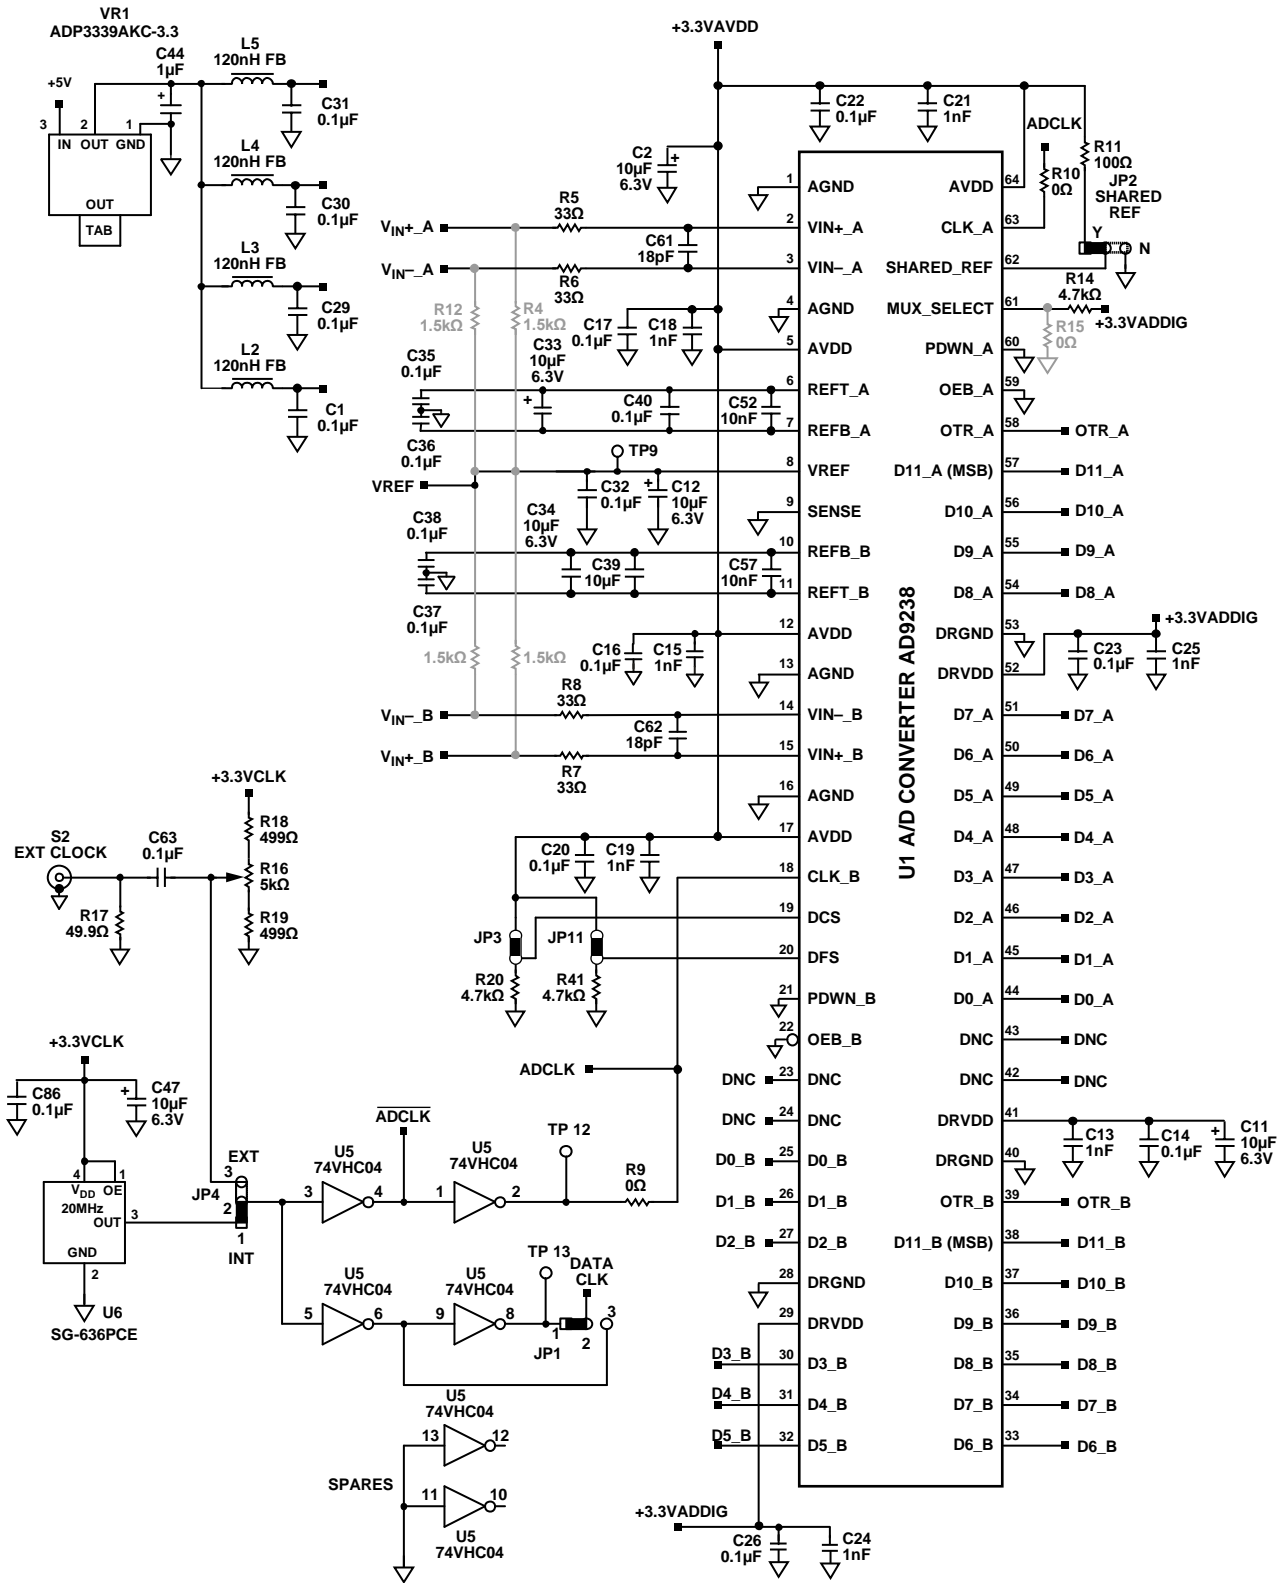 VR1
ADP3339AKC-3.3
+5V
C44
1µF
3
2
1
IN
OUT
GND
OUT
TAB
L5
120nH FB
C31
0.1µF
L4
120nH FB
C30
0.1µF
L3
120nH FB
C29
0.1µF
L2
120nH FB
C1
0.1µF
+3.3VAVDD
C22
0.1µF
C21
1nF
ADCLK
R10
0Ω
R11
100Ω
JP2
SHARED
REF
Y
N
R14
4.7kΩ
+3.3VADDIG
R15
0Ω
C2
10µF
6.3V
VIN+_A
R5
33Ω
C61
18pF
VIN–_A
R6
33Ω
R12
1.5kΩ
R4
1.5kΩ
C17
0.1µF
C18
1nF
C35
0.1µF
C33
10µF
6.3V
C40
0.1µF
C52
10nF
C36
0.1µF
TP9
VREF
C32
0.1µF
C12
10µF
6.3V
C38
0.1µF
C34
10µF
6.3V
C39
10µF
C57
10nF
C37
0.1µF
1.5kΩ
1.5kΩ
C16
0.1µF
C15
1nF
VIN–_B
R8
33Ω
C62
18pF
VIN+_B
R7
33Ω
C20
0.1µF
C19
1nF
JP3
JP11
R20
4.7kΩ
R41
4.7kΩ
U1 A/D CONVERTER AD9238
1 AGND
2 VIN+_A
3 VIN–_A
4 AGND
5 AVDD
6 REFT_A
7 REFB_A
8 VREF
9 SENSE
10 REFB_B
11 REFT_B
12 AVDD
13 AGND
14 VIN–_B
15 VIN+_B
16 AGND
17 AVDD
18 CLK_B
19 DCS
20 DFS
21 PDWN_B
22 OEB_B
DNC 23 DNC
DNC 24 DNC
D0_B 25 D0_B
D1_B 26 D1_B
D2_B 27 D2_B
28 DRGND
29 DRVDD
D3_B 30 D3_B
D4_B 31 D4_B
D5_B 32 D5_B
AVDD 64
CLK_A 63
SHARED_REF 62
MUX_SELECT 61
PDWN_A 60
OEB_A 59
OTR_A 58 OTR_A
D11_A (MSB) 57 D11_A
D10_A 56 D10_A
D9_A 55 D9_A
D8_A 54 D8_A
DRGND 53
DRVDD 52
D7_A 51 D7_A
D6_A 50 D6_A
D5_A 49 D5_A
D4_A 48 D4_A
D3_A 47 D3_A
D2_A 46 D2_A
D1_A 45 D1_A
D0_A 44 D0_A
DNC 43 DNC
DNC 42 DNC
DRVDD 41
DRGND 40
OTR_B 39 OTR_B
D11_B (MSB) 38 D11_B
D10_B 37 D10_B
D9_B 36 D9_B
D8_B 35 D8_B
D7_B 34 D7_B
D6_B 33 D6_B
+3.3VADDIG
C23
0.1µF
C25
1nF
C13
1nF
C14
0.1µF
C11
10µF
6.3V
+3.3VADDIG
C26
0.1µF
C24
1nF
+3.3VCLK
R18
499Ω
S2
EXT CLOCK
C63
0.1µF
R16
5kΩ
R17
49.9Ω
R19
499Ω
+3.3VCLK
C86
0.1µF
C47
10µF
6.3V
4
1
VDD
OE
20MHz
OUT
3
GND
2
U6
SG-636PCE
EXT
3
JP4
2
1
INT
ADCLK
ADCLK
TP 12
U5
74VHC04
3
4
U5
74VHC04
1
2
R9
0Ω
U5
74VHC04
5
6
U5
74VHC04
9
8
TP 13
DATA
CLK
1
2
3
JP1
U5
74VHC04
13
12
SPARES
11
10
U5
74VHC04